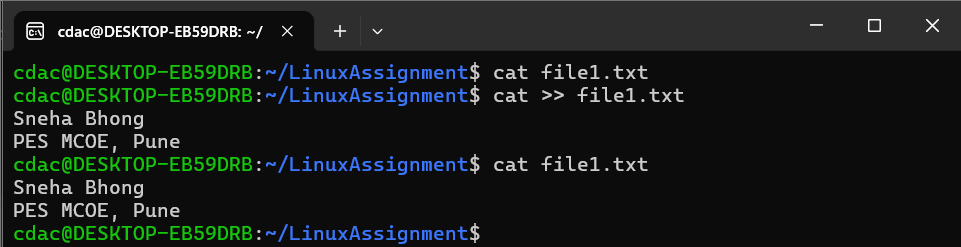 cdac@DESKTOP-EB59DRB: ~/
cdac@DESKTOP-EB59DRB:~/LinuxAssignment$ cat file1.txt
cdac@DESKTOP-EB59DRB:~/LinuxAssignment$ cat >> file1.txt
Sneha Bhong
PES MCOE, Pune
cdac@DESKTOP-EB59DRB:~/LinuxAssignment$ cat file1.txt
Sneha Bhong
PES MCOE, Pune
cdac@DESKTOP-EB59DRB:~/LinuxAssignment$